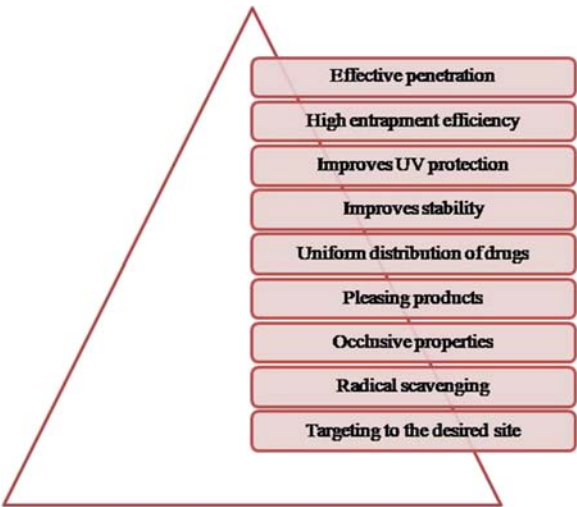 Effective penetration
High entrapment efficiency
Improves UV protection
Improves stability
Uniform distribution of drugs
Pleasing products
Occlusive properties
Radical scavenging
Targeting to the desired site